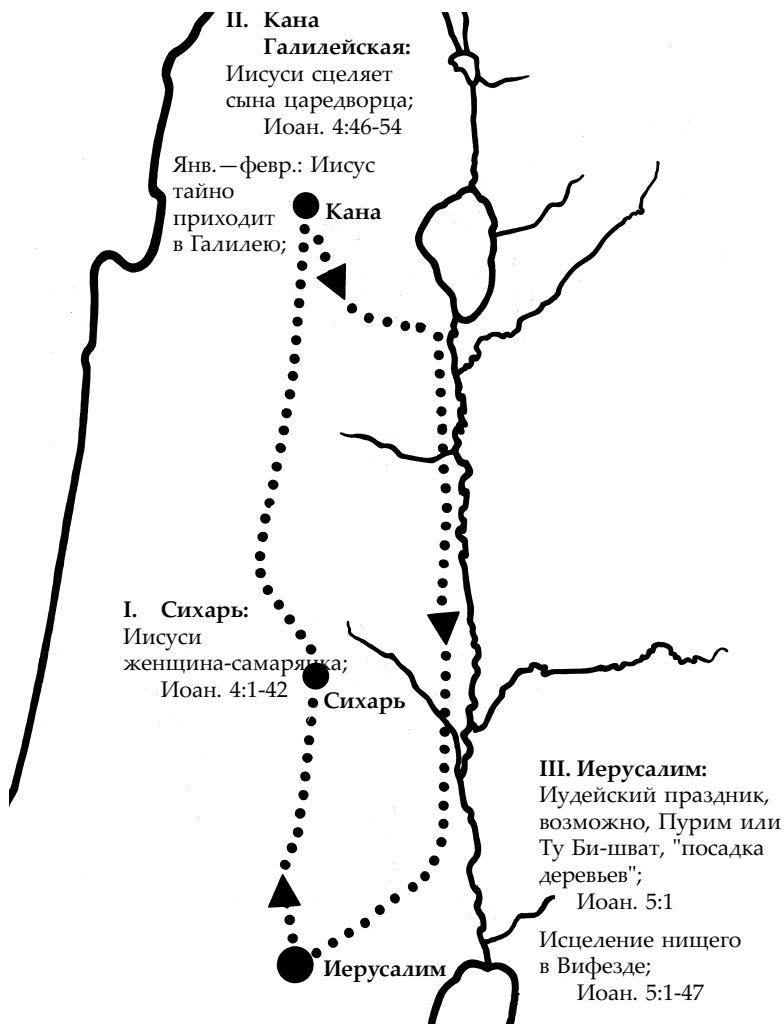 II. Кана
Галилейская:
Иисуси сцеляет
сына царедворца;
Иоан. 4:46-54
Янв.—февр.: Иисус
тайно
приходит
в Галилею;
Кана
I. Сихарь:
Иисуси
женщина-самарянка;
Иоан. 4:1-42
Сихарь
III. Иерусалим:
Иудейский праздник,
возможно, Пурим или
Ту Би-шват, "посадка
деревьев";
Иоан. 5:1
Исцеление нищего
в Вифезде;
Иоан. 5:1-47
Иерусалим